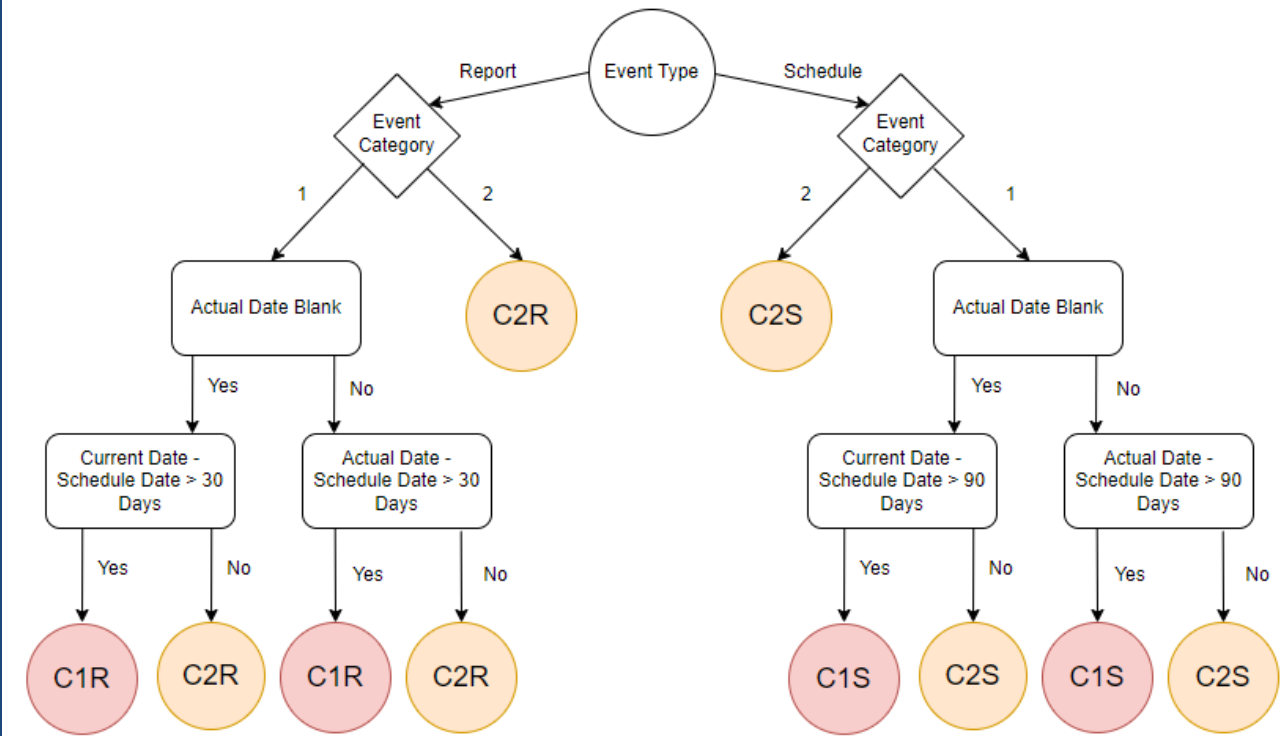 Event Type
Report
Schedule
Event
Category
Event
Category
1
2
2
1
Actual Date Blank
C2R
C2S
Actual Date Blank
Yes
No
Yes
No
Current Date -
Schedule Date > 30
Days
Actual Date -
Schedule Date > 30
Days
Current Date -
Schedule Date > 90
Days
Actual Date -
Schedule Date > 90
Days
Yes
No
Yes
No
Yes
No
Yes
No
C1R
C2R
C1R
C2R
C1S
C2S
C1S
C2S